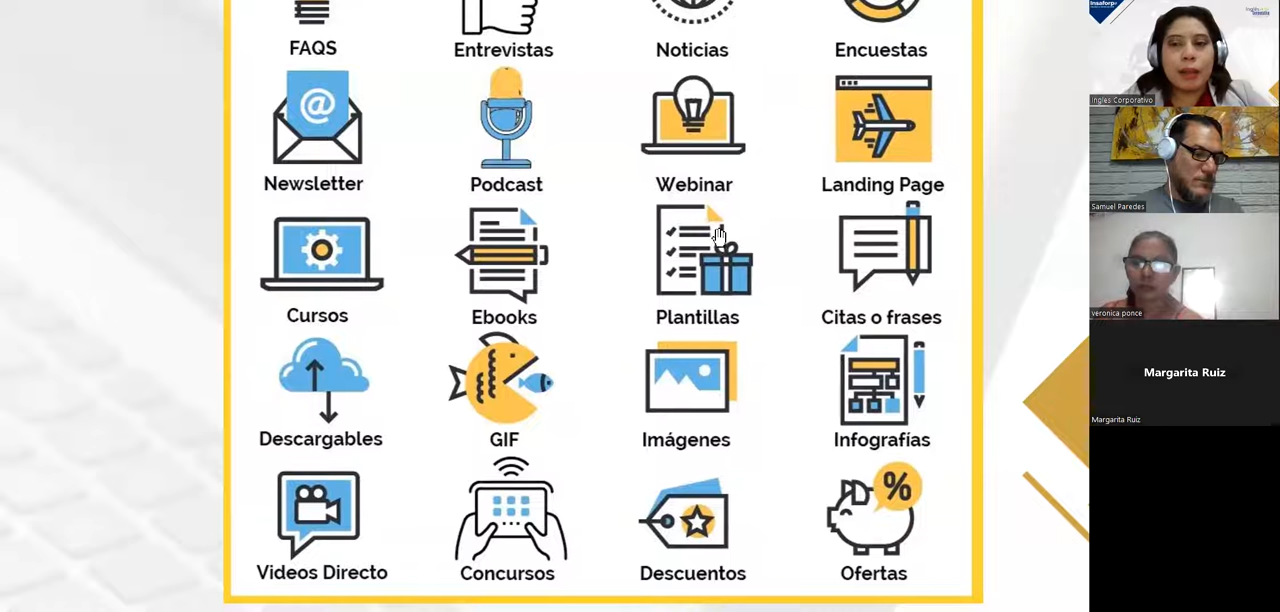 FAQS
Entrevistas
Noticias
Encuestas
@
Newsletter
Podcast
Webinar
Landing Page
Cursos
Ebooks
Plantillas
Citas o frases
Descargables
GIF
Imágenes
Infografías
%
Videos Directo
Concursos
Descuentos
Ofertas
Insaforp
Ingles Corporativo
Samuel Paredes
veronica ponce
Margarita Ruiz
Margarita Ruiz